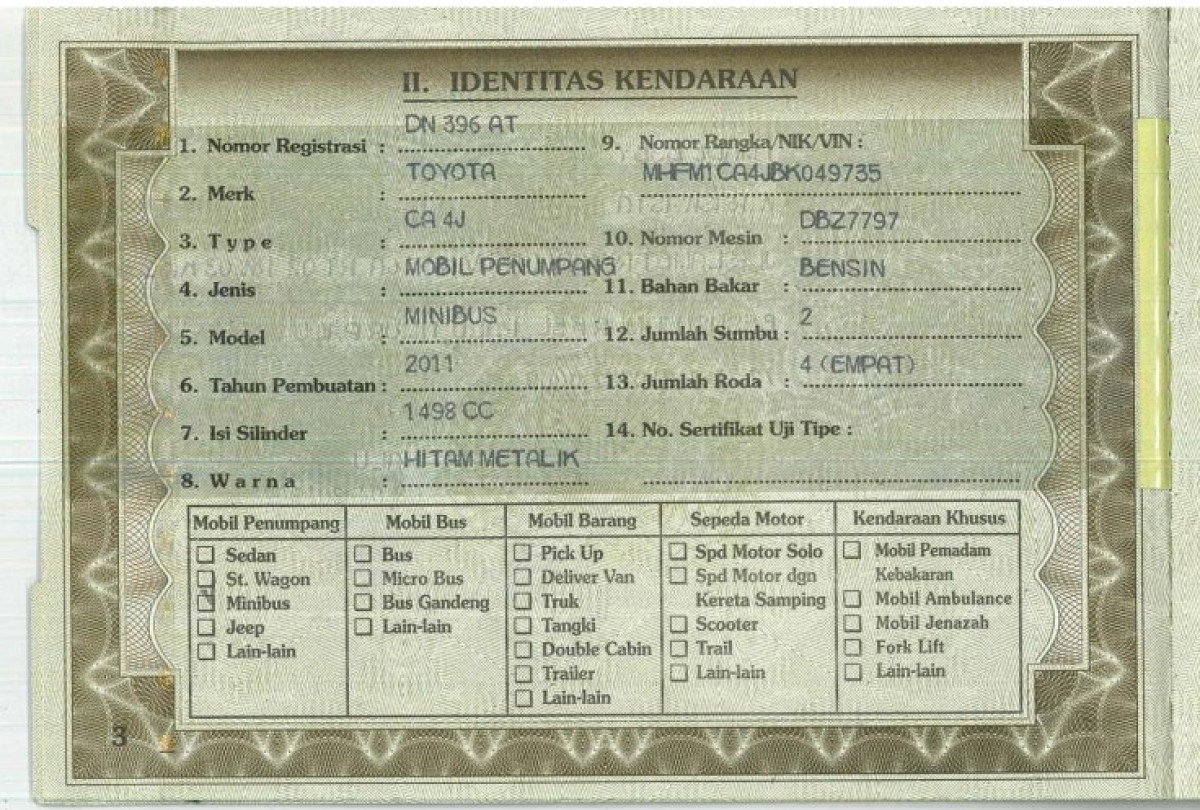 II. IDENTITAS KENDARAAN
1. Nomor Registrasi : DN 396 AT
2. Merk : TOYOTA
3. Type : CA 4J
4. Jenis : MOBIL PENUMPANG
5. Model : MINIBUS
6. Tahun Pembuatan : 2011
7. Isi Silinder : 1498 CC
8. Warna : HITAM METALIK
9. Nomor Rangka/NIK/VIN :
MHFM1CA4JBK049735
10. Nomor Mesin : DBZ7797
11. Bahan Bakar : BENSIN
12. Jumlah Sumbu : 2
13. Jumlah Roda : 4 (EMPAT)
14. No. Sertifikat Uji Tipe :
Mobil Penumpang
Sedan
St. Wagon
Minibus
Jeep
Lain-lain
Mobil Bus
Bus
Micro Bus
Bus Gandeng
Lain-lain
Mobil Barang
Pick Up
Deliver Van
Truk
Tangki
Double Cabin
Trailer
Lain-lain
Sepeda Motor
Spd Motor Solo
Spd Motor dgn
Kereta Samping
Scooter
Trail
Lain-lain
Kendaraan Khusus
Mobil Pemadam
Kebakaran
Mobil Ambulance
Mobil Jenazah
Fork Lift
Lain-lain
3